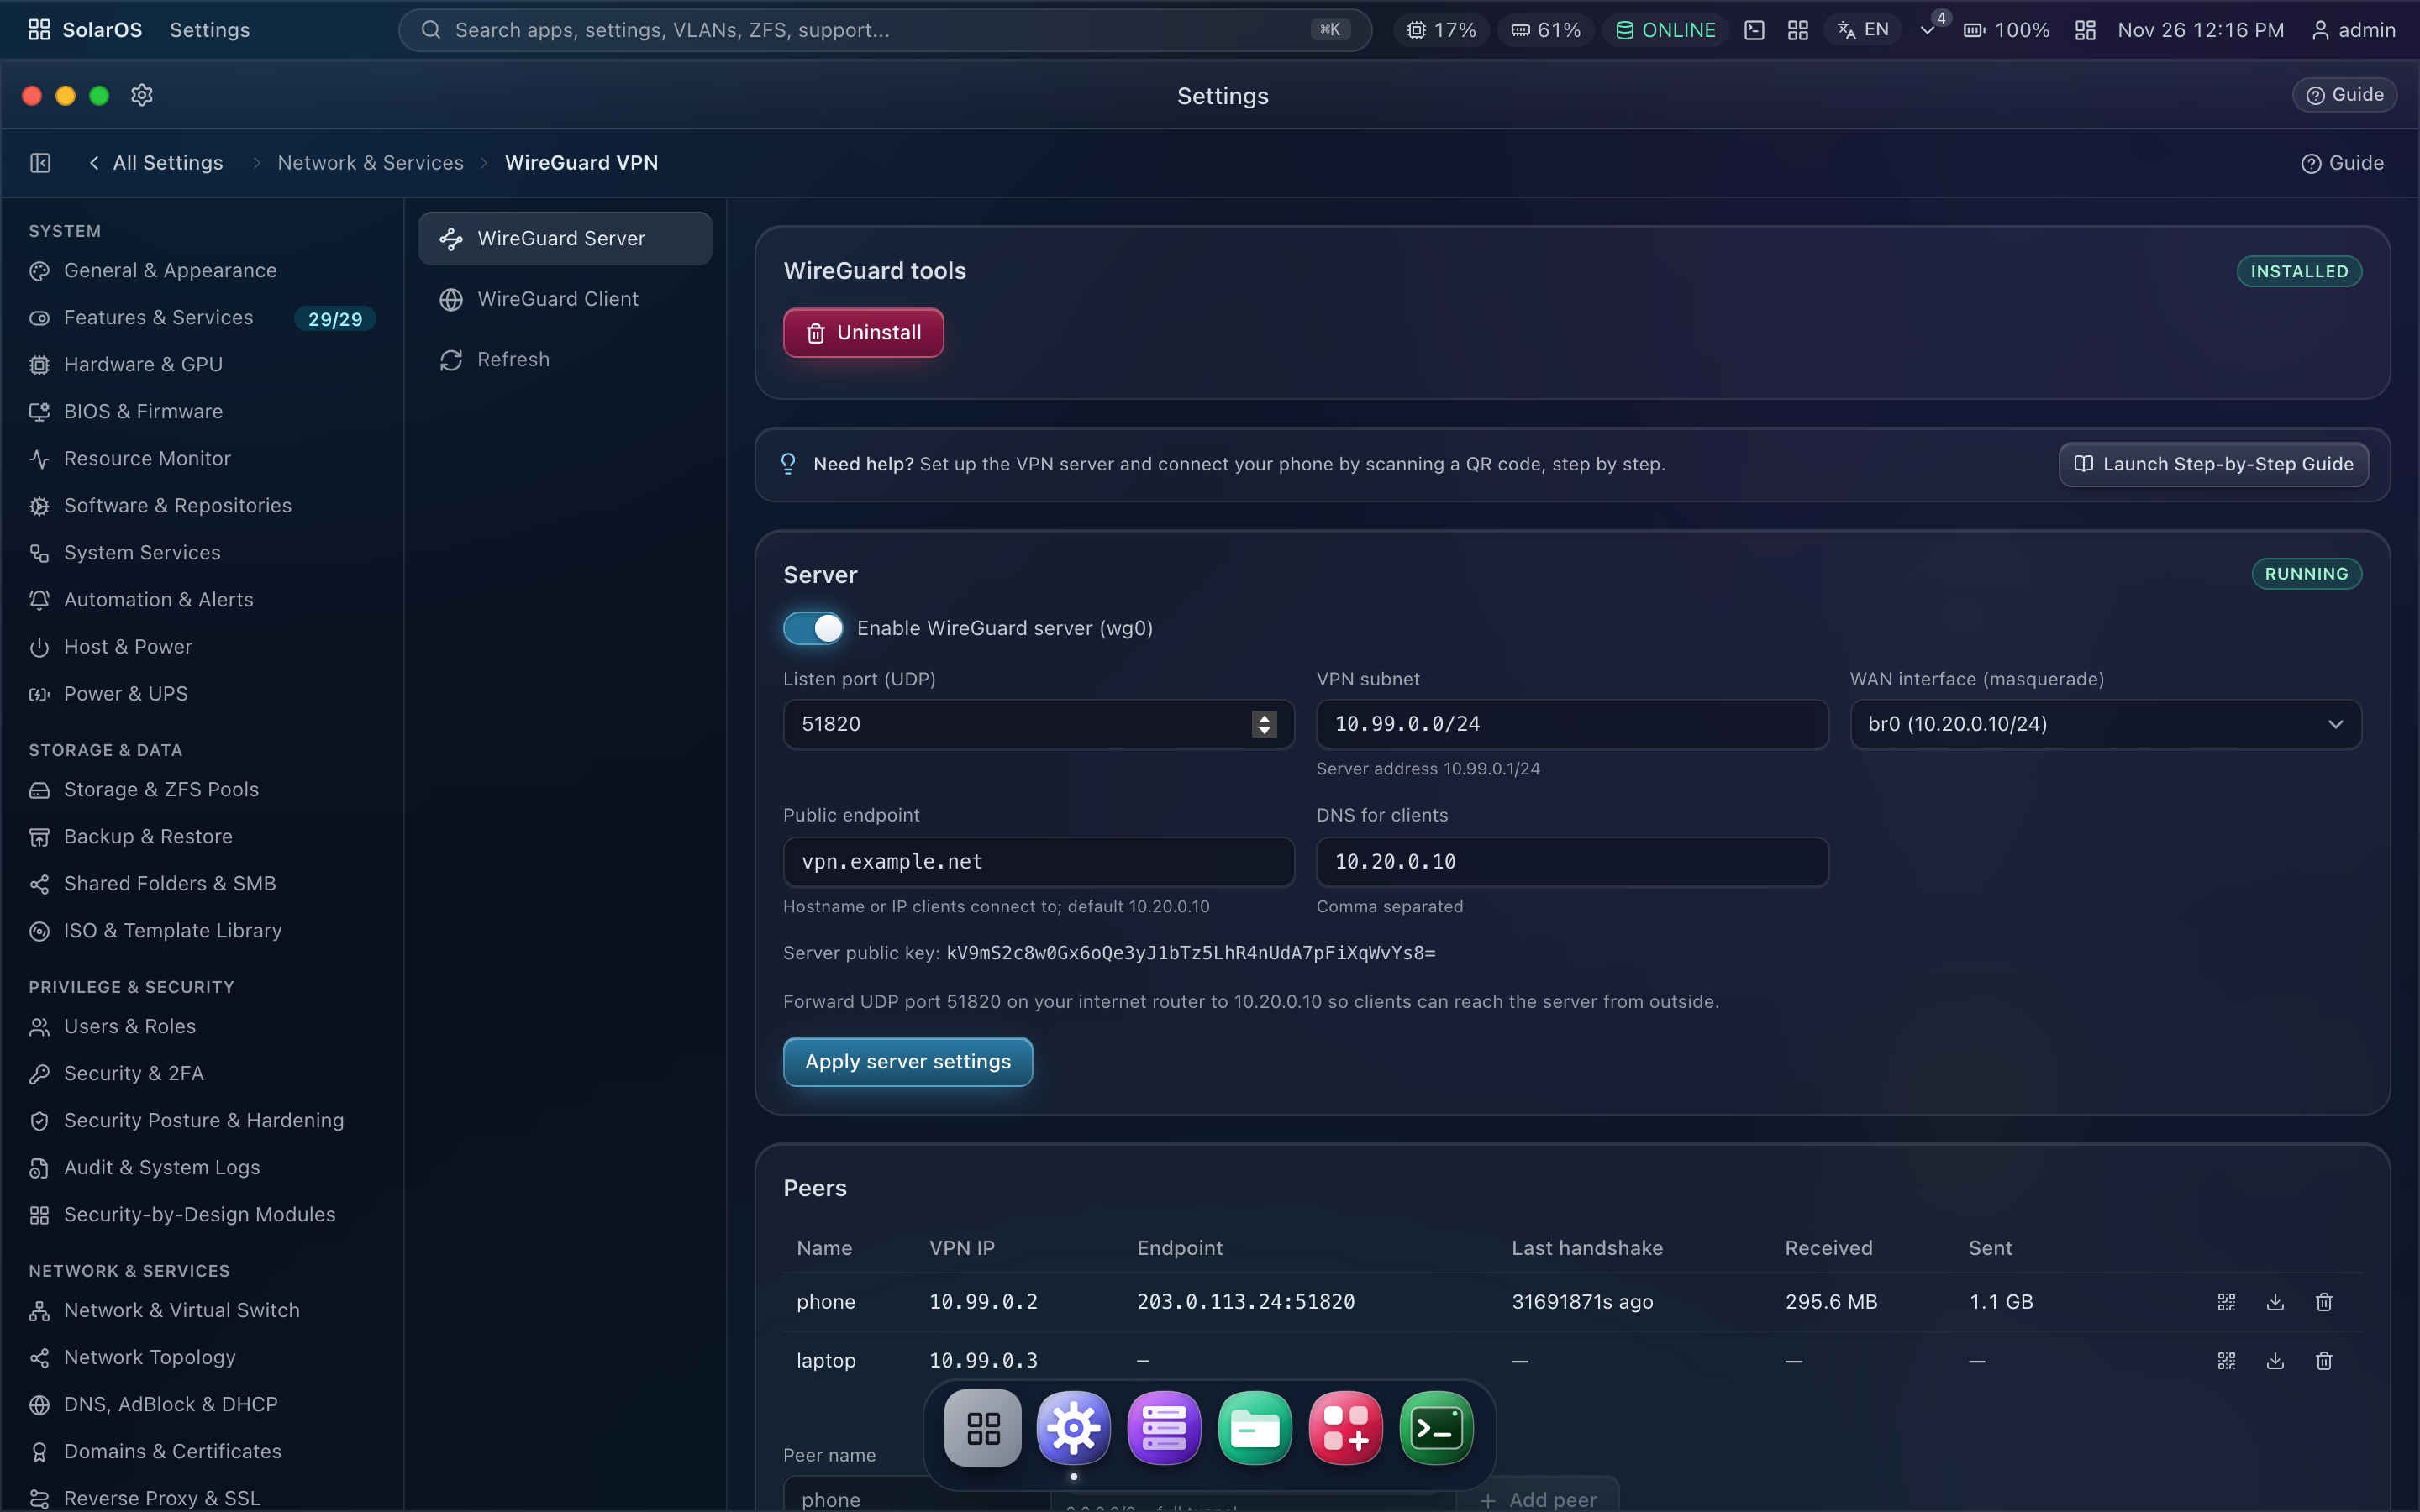 SolarOS Settings Search apps, settings, VLANs, ZFS, support... ⌘K 17% 61% ONLINE EN 4 100% Nov 26 12:16 PM admin
Settings Guide
All Settings Network & Services WireGuard VPN Guide
SYSTEM
General & Appearance
Features & Services 29/29
Hardware & GPU
BIOS & Firmware
Resource Monitor
Software & Repositories
System Services
Automation & Alerts
Host & Power
Power & UPS
STORAGE & DATA
Storage & ZFS Pools
Backup & Restore
Shared Folders & SMB
ISO & Template Library
PRIVILEGE & SECURITY
Users & Roles
Security & 2FA
Security Posture & Hardening
Audit & System Logs
Security-by-Design Modules
NETWORK & SERVICES
Network & Virtual Switch
Network Topology
DNS, AdBlock & DHCP
Domains & Certificates
Reverse Proxy & SSL
WireGuard Server
WireGuard Client
Refresh
WireGuard tools INSTALLED
Uninstall
Need help? Set up the VPN server and connect your phone by scanning a QR code, step by step. Launch Step-by-Step Guide
Server RUNNING
Enable WireGuard server (wg0)
Listen port (UDP) VPN subnet WAN interface (masquerade)
51820 10.99.0.0/24 br0 (10.20.0.10/24)
Server address 10.99.0.1/24
Public endpoint DNS for clients
vpn.example.net 10.20.0.10
Hostname or IP clients connect to; default 10.20.0.10 Comma separated
Server public key: kV9mS2c8w0Gx6oQe3yJ1bTz5LhR4nUdA7pFiXqWvYs8=
Forward UDP port 51820 on your internet router to 10.20.0.10 so clients can reach the server from outside.
Apply server settings
Peers
Name VPN IP Endpoint Last handshake Received Sent
phone 10.99.0.2 203.0.113.24:51820 31691871s ago 295.6 MB 1.1 GB
laptop 10.99.0.3 — — — —
Peer name
phone Add peer